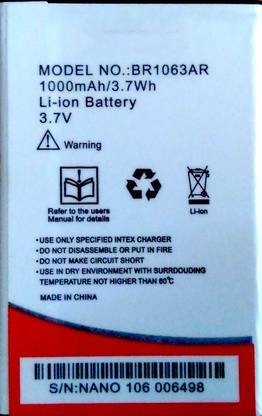 MODEL NO.:BR1063AR
1000mAh/3.7Wh
Li-ion Battery
3.7V
Warning
Refer to the users
Manual for details
Li-ion
•USE ONLY SPECIFIED INTEX CHARGER
•DO NOT DISASSEMBLE OR PUT IN FIRE
•DO NOT MAKE CIRCUIT SHORT
•USE IN DRY ENVIRONMENT WITH SURRDOUDING
TEMPERATURE NOT HIGHER THAN 60℃
MADE IN CHINA
S/N:NANO 106 006498